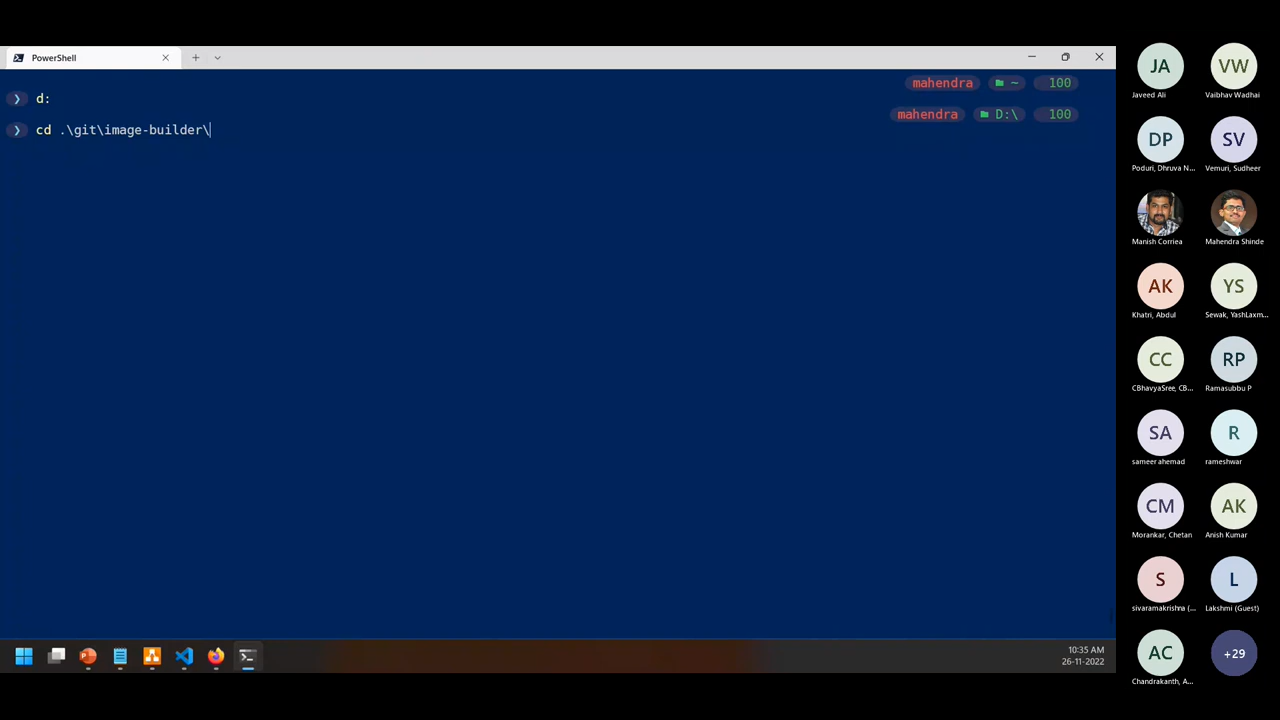 PowerShell
mahendra ~ 100
❯ d:
mahendra D:\ 100
❯ cd .\git\image-builder\
10:35 AM
26-11-2022
JA
VW
Javeed Ali
Vaibhav Wadhai
DP
SV
Poduri, Dhruva N...
Vemuri, Sudheer
Manish Corriea
Mahendra Shinde
AK
YS
Khatri, Abdul
Sewak, YashLaxm...
CC
RP
CBhavyaSree, CB...
Ramasubbu P
SA
R
sameer ahemad
rameshwar
CM
AK
Morankar, Chetan
Anish Kumar
S
L
sivaramakrishna (...
Lakshmi (Guest)
AC
+29
Chandrakanth, A...